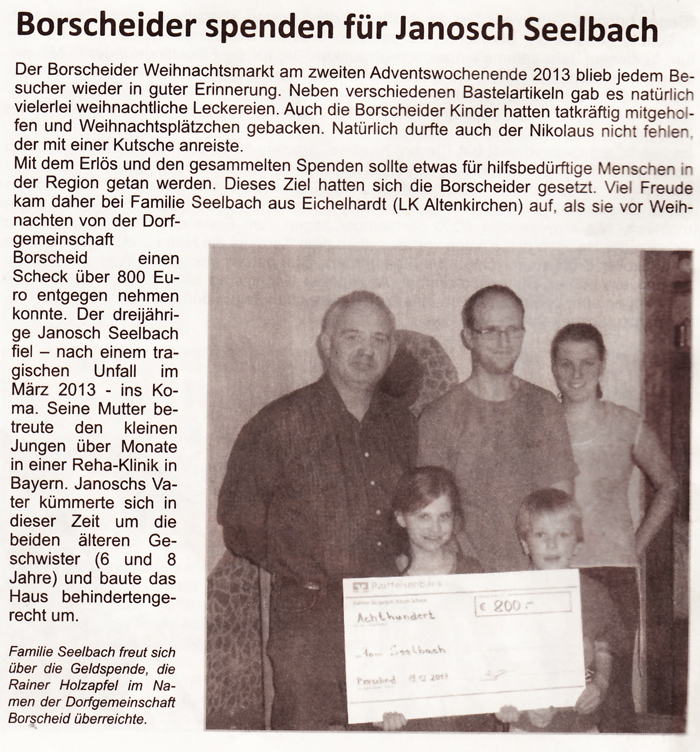 Borscheider spenden für Janosch Seelbach
Der Borscheider Weihnachtsmarkt am zweiten Adventswochenende 2013 blieb jedem Be-
sucher wieder in guter Erinnerung. Neben verschiedenen Bastelartikeln gab es natürlich
vielerlei weihnachtliche Leckereien. Auch die Borscheider Kinder hatten tatkräftig mitgehol-
fen und Weihnachtsplätzchen gebacken. Natürlich durfte auch der Nikolaus nicht fehlen,
der mit einer Kutsche anreiste.
Mit dem Erlös und den gesammelten Spenden sollte etwas für hilfsbedürftige Menschen in
der Region getan werden. Dieses Ziel hatten sich die Borscheider gesetzt. Viel Freude
kam daher bei Familie Seelbach aus Eichelhardt (LK Altenkirchen) auf, als sie vor Weih-
nachten von der Dorf-
gemeinschaft
Borscheid einen
Scheck über 800 Eu-
ro entgegen nehmen
konnte. Der dreijähri-
ge Janosch Seelbach
fiel – nach einem tra-
gischen Unfall im
März 2013 - ins Ko-
ma. Seine Mutter be-
treute den kleinen
Jungen über Monate
in einer Reha-Klinik in
Bayern. Janoschs Va-
ter kümmerte sich in
dieser Zeit um die
beiden älteren Ge-
schwister (6 und 8
Jahre) und baute das
Haus behindertenge-
recht um.
Familie Seelbach freut sich
über die Geldspende, die
Rainer Holzapfel im Na-
men der Dorfgemeinschaft
Borscheid überreichte.
Raiffeisenbank
€ 800.-
Achthundert
Seelbach
12 2013